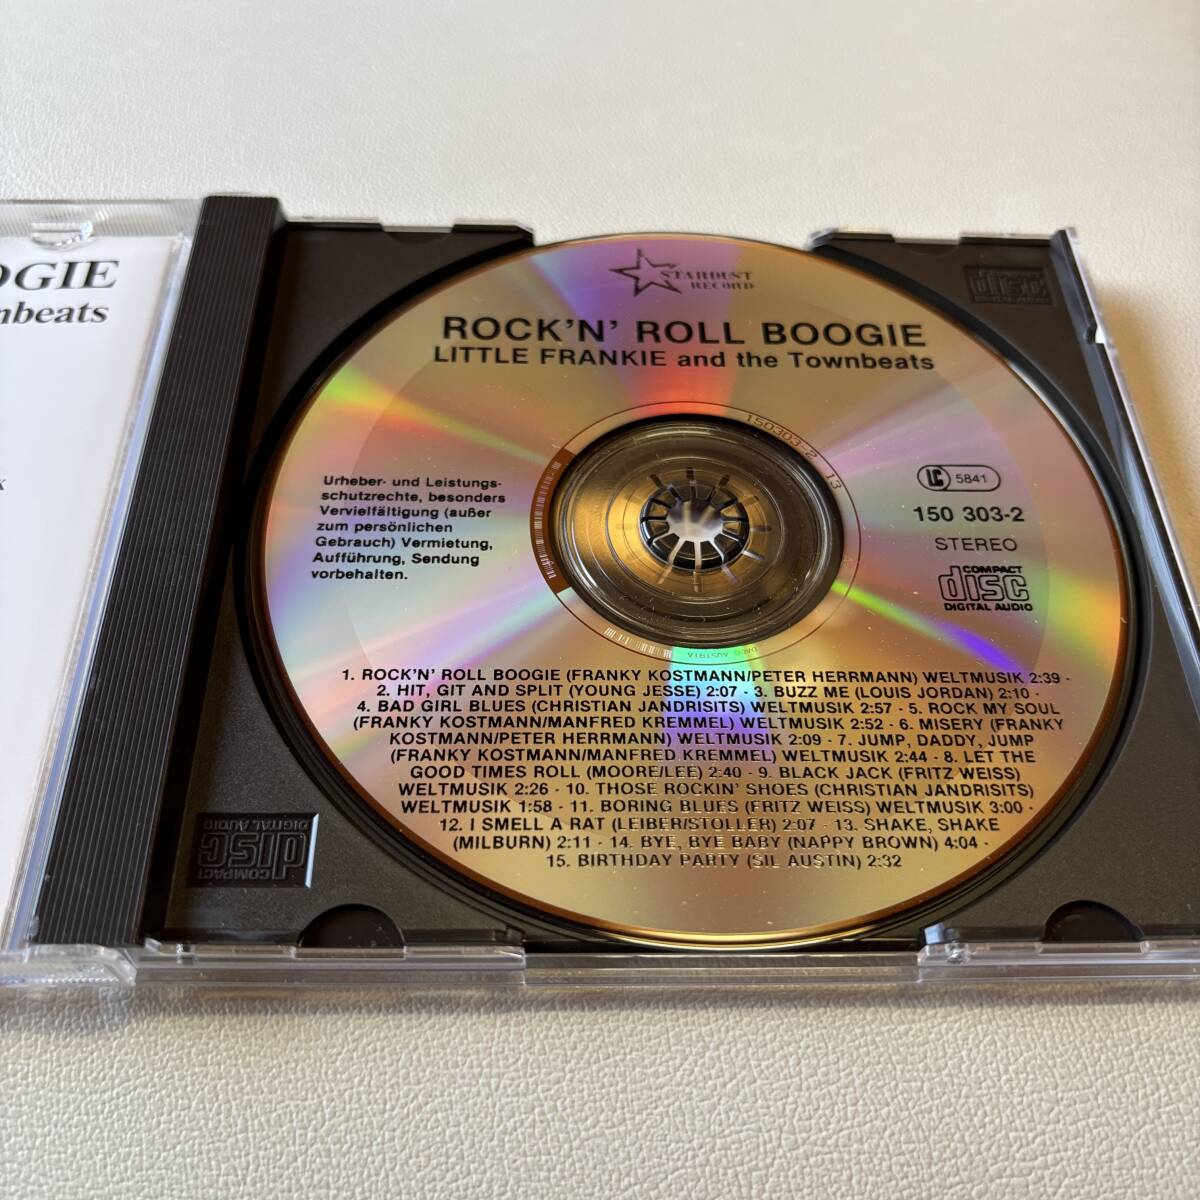 OGIE
nbeats
STARDUST
RECORD
ROCK'N' ROLL BOOGIE
LITTLE FRANKIE and the Townbeats
150303-2 13
Urheber- und Leistungs-
schutzrechte, besonders
Vervielfältigung (außer
zum persönlichen
Gebrauch) Vermietung,
Aufführung, Sendung
vorbehalten.
LC 5841
150 303-2
STEREO
COMPACT
disc
DIGITAL AUDIO
DADC AUSTRIA
1. ROCK'N' ROLL BOOGIE (FRANKY KOSTMANN/PETER HERRMANN) WELTMUSIK 2:39 -
2. HIT, GIT AND SPLIT (YOUNG JESSE) 2:07 - 3. BUZZ ME (LOUIS JORDAN) 2:10 -
4. BAD GIRL BLUES (CHRISTIAN JANDRISITS) WELTMUSIK 2:57 - 5. ROCK MY SOUL
(FRANKY KOSTMANN/MANFRED KREMMEL) WELTMUSIK 2:52 - 6. MISERY (FRANKY
KOSTMANN/PETER HERRMANN) WELTMUSIK 2:09 - 7. JUMP, DADDY, JUMP
(FRANKY KOSTMANN/MANFRED KREMMEL) WELTMUSIK 2:44 - 8. LET THE
GOOD TIMES ROLL (MOORE/LEE) 2:40 - 9. BLACK JACK (FRITZ WEISS)
WELTMUSIK 2:26 - 10. THOSE ROCKIN' SHOES (CHRISTIAN JANDRISITS)
WELTMUSIK 1:58 - 11. BORING BLUES (FRITZ WEISS) WELTMUSIK 3:00 -
12. I SMELL A RAT (LEIBER/STOLLER) 2:07 - 13. SHAKE, SHAKE
(MILBURN) 2:11 - 14. BYE, BYE BABY (NAPPY BROWN) 4:04 -
15. BIRTHDAY PARTY (SIL AUSTIN) 2:32
disc
DIGITAL AUDIO
COMPACT
disc
DIGITAL AUDIO